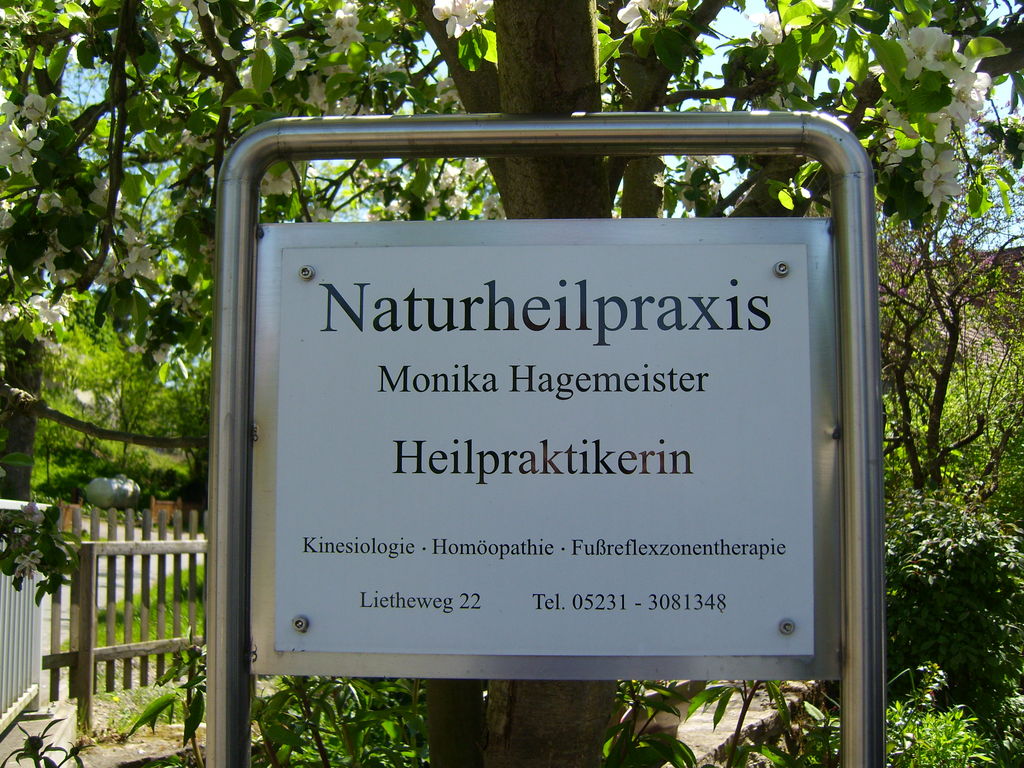 Naturheilpraxis
Monika Hagemeister
Heilpraktikerin
Kinesiologie · Homöopathie · Fußreflexzonentherapie
Lietheweg 22 Tel. 05231 - 3081348